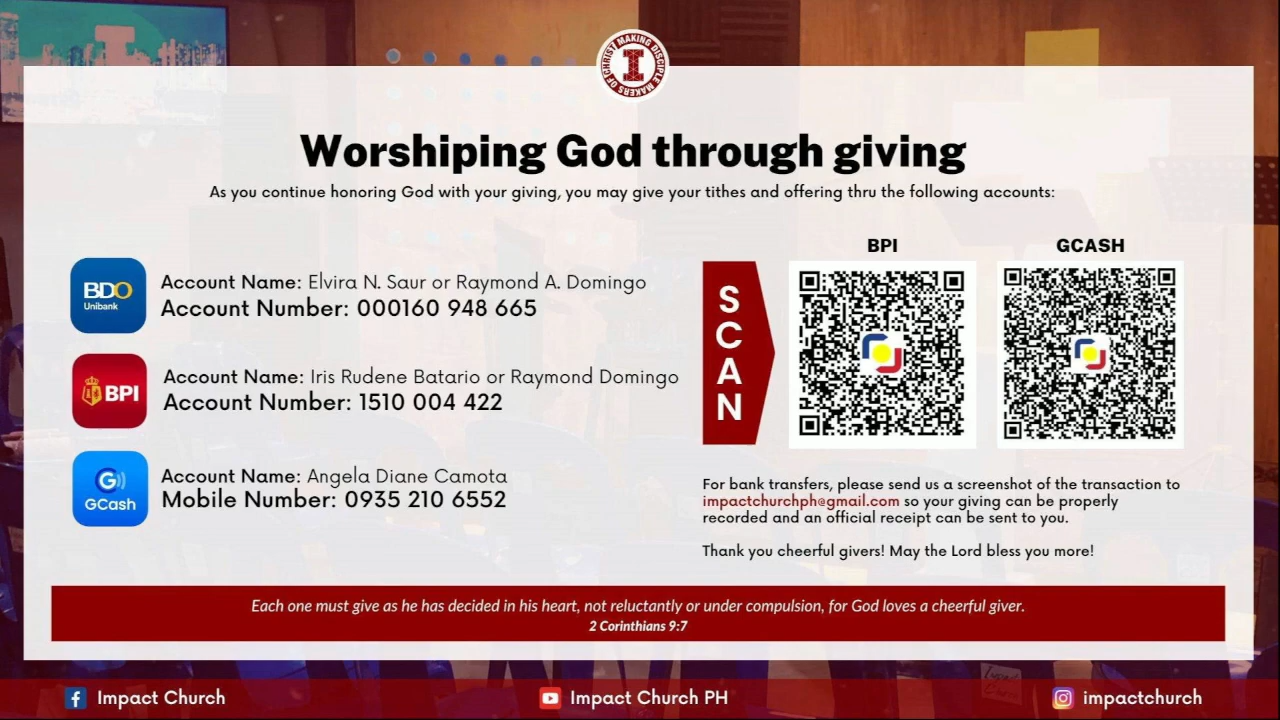 MAKING DISCIPLE MAKERS OF CHRIST
I
Worshiping God through giving
As you continue honoring God with your giving, you may give your tithes and offering thru the following accounts:
BDO
Unibank
Account Name: Elvira N. Saur or Raymond A. Domingo
Account Number: 000160 948 665
BPI
Account Name: Iris Rudene Batario or Raymond Domingo
Account Number: 1510 004 422
G
GCash
Account Name: Angela Diane Camota
Mobile Number: 0935 210 6552
SCAN
BPI
GCASH
For bank transfers, please send us a screenshot of the transaction to
impactchurchph@gmail.com so your giving can be properly
recorded and an official receipt can be sent to you.
Thank you cheerful givers! May the Lord bless you more!
Each one must give as he has decided in his heart, not reluctantly or under compulsion, for God loves a cheerful giver.
2 Corinthians 9:7
Impact Church
Impact Church PH
impactchurch